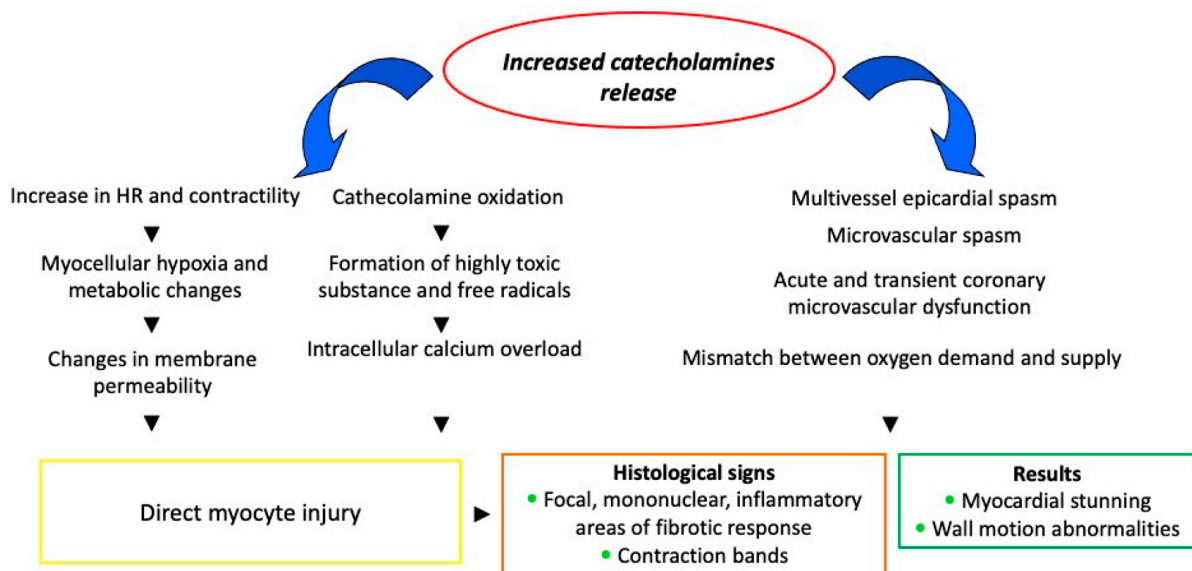 Increased catecholamines
release
Increase in HR and contractility
Myocellular hypoxia and
metabolic changes
Changes in membrane
permeability
Cathecolamine oxidation
Formation of highly toxic
substance and free radicals
Intracellular calcium overload
Multivessel epicardial spasm
Microvascular spasm
Acute and transient coronary
microvascular dysfunction
Mismatch between oxygen demand and supply
Direct myocyte injury
Histological signs
• Focal, mononuclear, inflammatory
areas of fibrotic response
• Contraction bands
Results
• Myocardial stunning
• Wall motion abnormalities